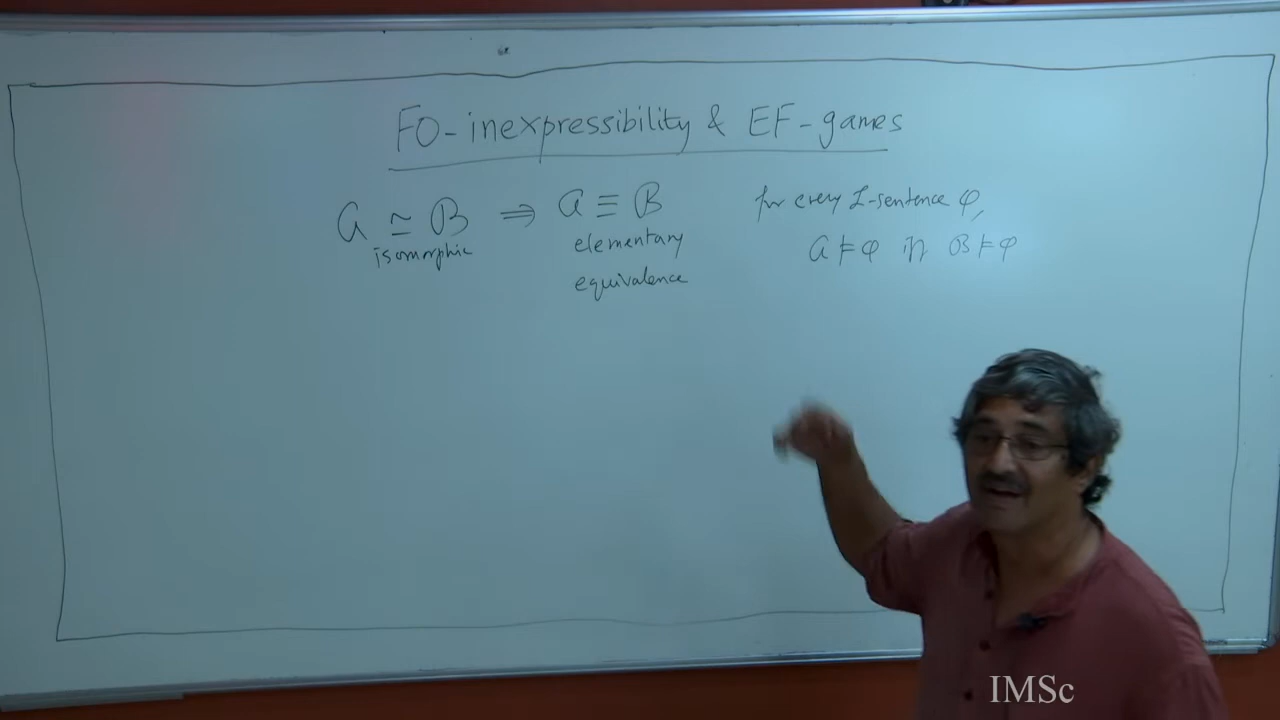 FO-inexpressibility & EF-games
A ≃ B ⇒ A ≡ B for every L-sentence φ,
isomorphic elementary equivalence A ⊨ φ iff B ⊨ φ
IMSc